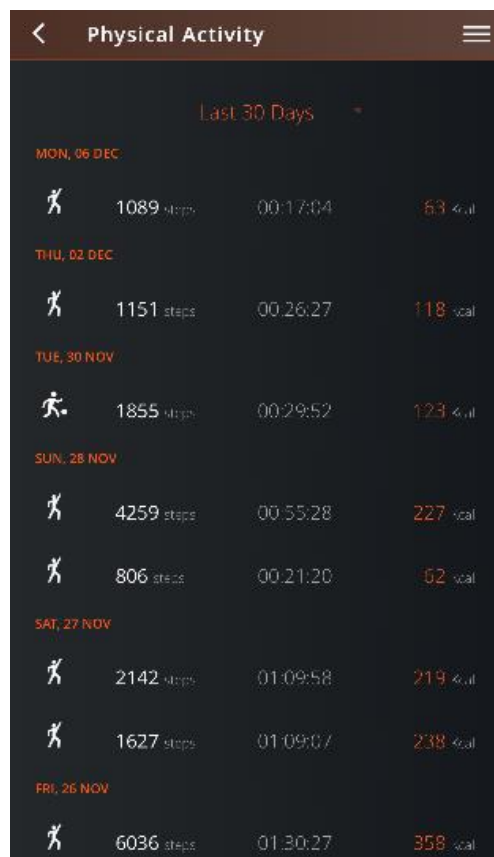 Physical Activity
Last 30 Days
MON, 06 DEC
1089 steps 00:17:04 63 kcal
THU, 02 DEC
1151 steps 00:26:27 118 kcal
TUE, 30 NOV
1855 steps 00:29:52 123 kcal
SUN, 28 NOV
4259 steps 00:55:28 227 kcal
806 steps 00:21:20 62 kcal
SAT, 27 NOV
2142 steps 01:09:58 219 kcal
1627 steps 01:09:07 238 kcal
FRI, 26 NOV
6036 steps 01:30:27 358 kcal